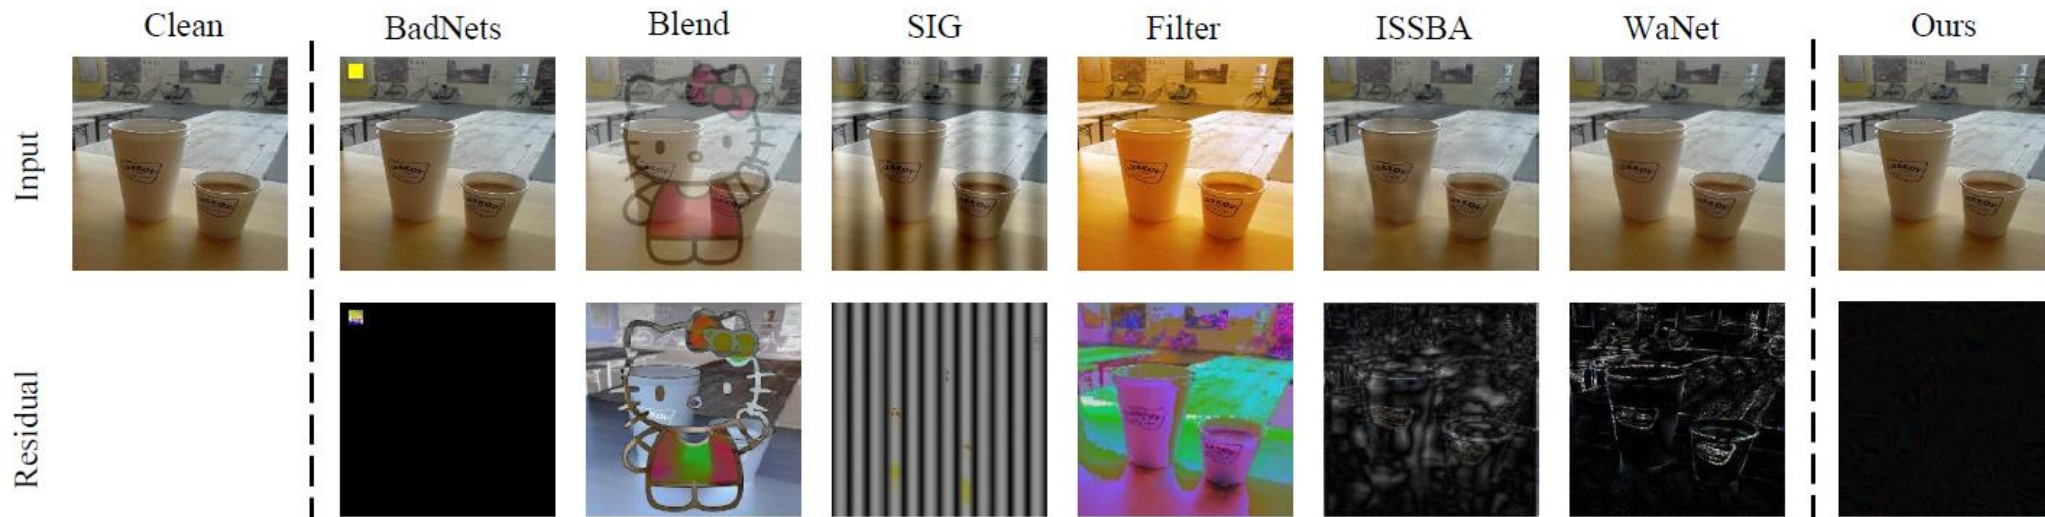 Clean BadNets Blend SIG Filter ISSBA WaNet Ours
Input
Residual